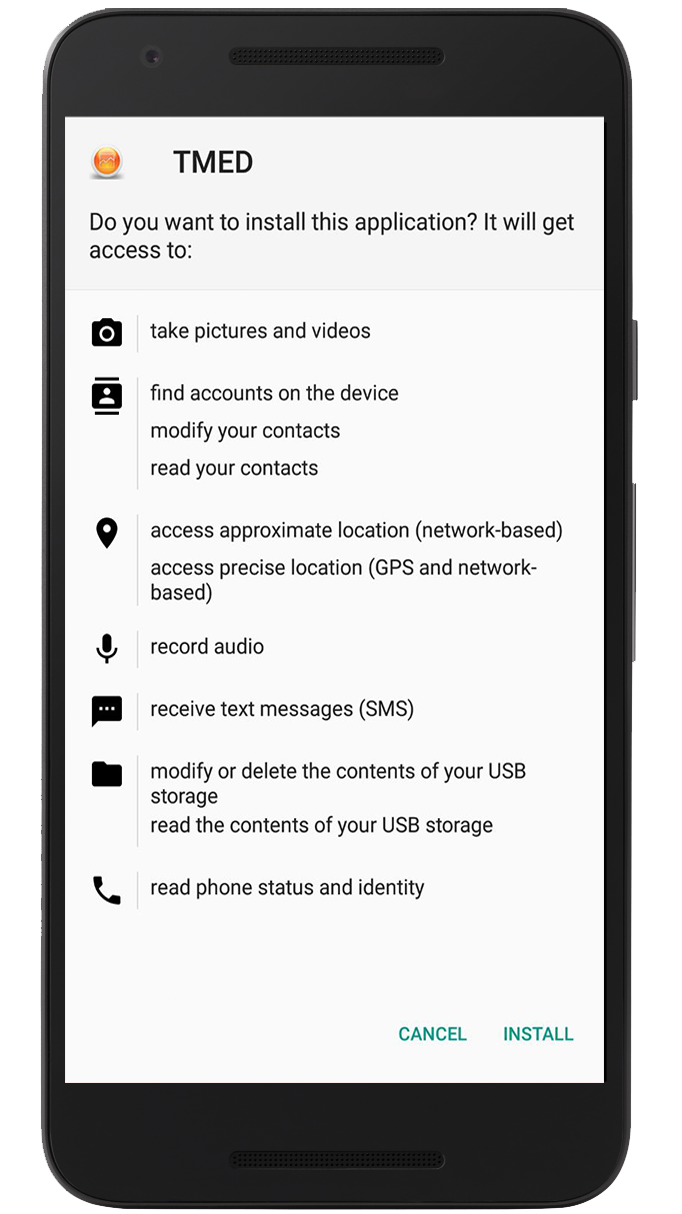 TMED
Do you want to install this application? It will get
access to:
take pictures and videos
find accounts on the device
modify your contacts
read your contacts
access approximate location (network-based)
access precise location (GPS and network-
based)
record audio
receive text messages (SMS)
modify or delete the contents of your USB
storage
read the contents of your USB storage
read phone status and identity
CANCEL INSTALL